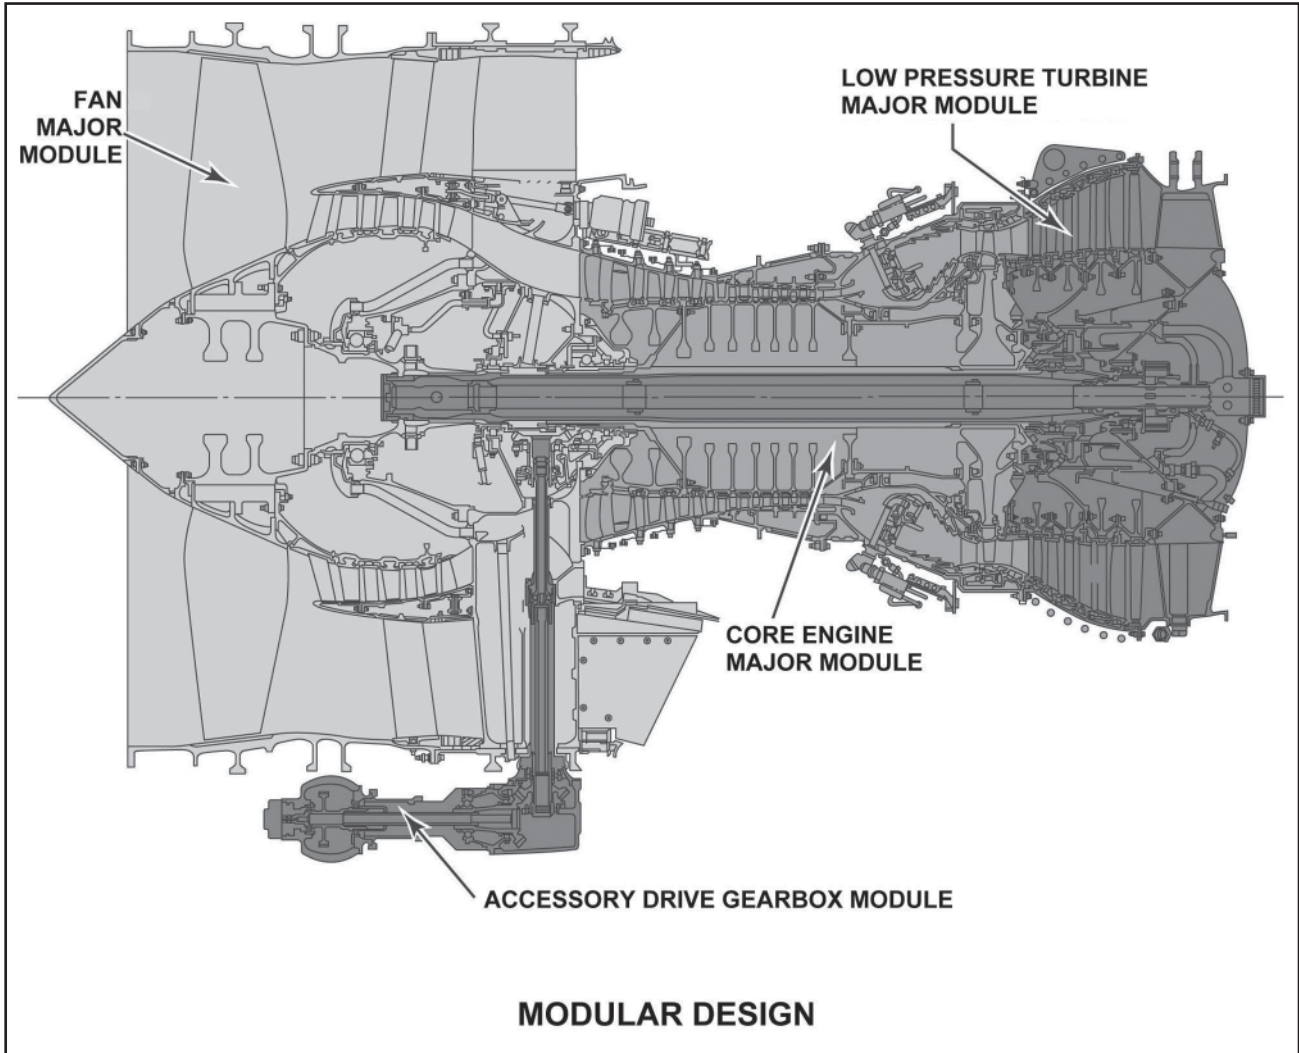 FAN
MAJOR
MODULE
LOW PRESSURE TURBINE
MAJOR MODULE
CORE ENGINE
MAJOR MODULE
ACCESSORY DRIVE GEARBOX MODULE
MODULAR DESIGN